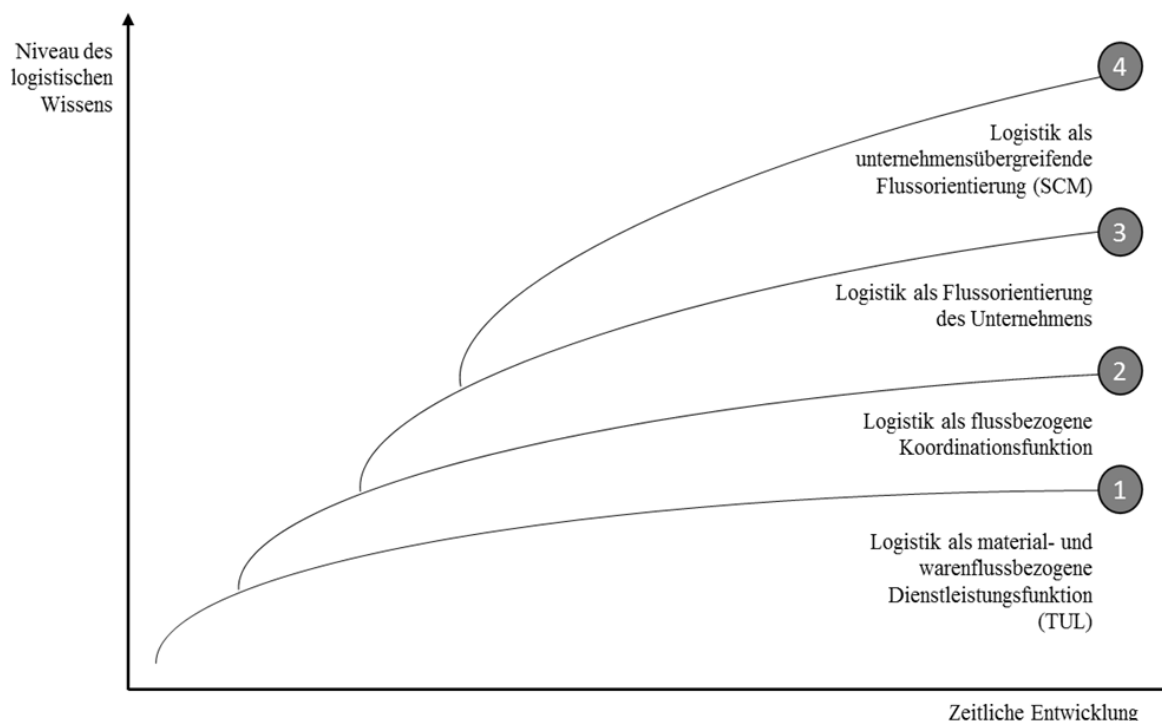 Niveau des
logistischen
Wissens
4
Logistik als
unternehmensübergreifende
Flussorientierung (SCM)
3
Logistik als Flussorientierung
des Unternehmens
2
Logistik als flussbezogene
Koordinationsfunktion
1
Logistik als material- und
warenflussbezogene
Dienstleistungsfunktion
(TUL)
Zeitliche Entwicklung